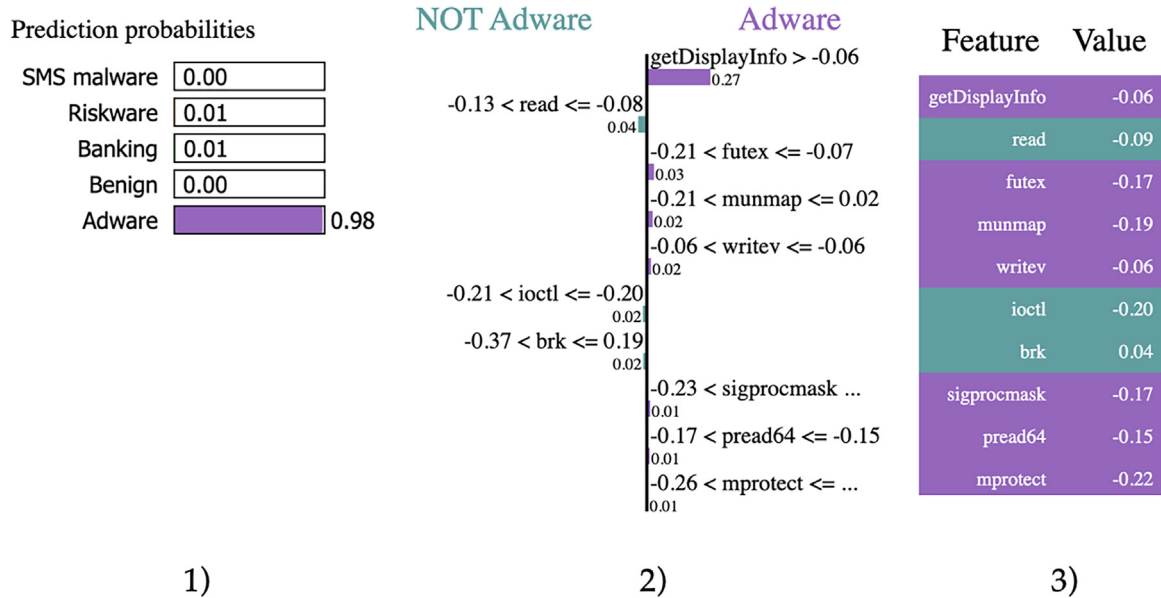 Prediction probabilities
SMS malware 0.00
Riskware 0.01
Banking 0.01
Benign 0.00
Adware 0.98
NOT Adware Adware
getDisplayInfo > -0.06
0.27
-0.13 < read <= -0.08
0.04
-0.21 < futex <= -0.07
0.03
-0.21 < munmap <= 0.02
0.02
-0.06 < writev <= -0.06
0.02
-0.21 < ioctl <= -0.20
0.02
-0.37 < brk <= 0.19
0.02
-0.23 < sigprocmask ...
0.01
-0.17 < pread64 <= -0.15
0.01
-0.26 < mprotect <= ...
0.01
Feature Value
getDisplayInfo -0.06
read -0.09
futex -0.17
munmap -0.19
writev -0.06
ioctl -0.20
brk 0.04
sigprocmask -0.17
pread64 -0.15
mprotect -0.22
1) 2) 3)